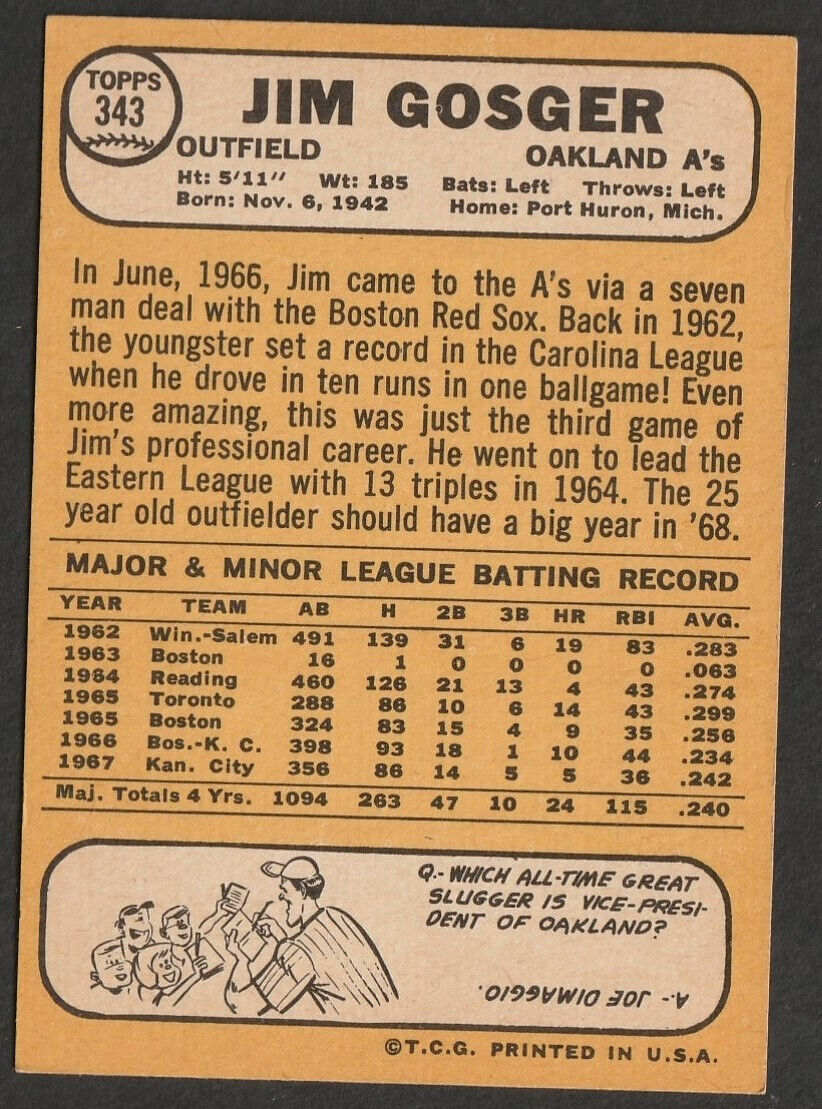 TOPPS
343
JIM GOSGER
OUTFIELD OAKLAND A's
Ht: 5'11" Wt: 185 Bats: Left Throws: Left
Born: Nov. 6, 1942 Home: Port Huron, Mich.
In June, 1966, Jim came to the A's via a seven
man deal with the Boston Red Sox. Back in 1962,
the youngster set a record in the Carolina League
when he drove in ten runs in one ballgame! Even
more amazing, this was just the third game of
Jim's professional career. He went on to lead the
Eastern League with 13 triples in 1964. The 25
year old outfielder should have a big year in '68.
MAJOR & MINOR LEAGUE BATTING RECORD
YEAR TEAM AB H 2B 3B HR RBI AVG.
1962 Win.-Salem 491 139 31 6 19 83 .283
1963 Boston 16 1 0 0 0 0 .063
1964 Reading 460 126 21 13 4 43 .274
1965 Toronto 288 86 10 6 14 43 .299
1965 Boston 324 83 15 4 9 35 .256
1966 Bos.-K. C. 398 93 18 1 10 44 .234
1967 Kan. City 356 86 14 5 5 36 .242
Maj. Totals 4 Yrs. 1094 263 47 10 24 115 .240
Q.- WHICH ALL-TIME GREAT
SLUGGER IS VICE-PRESI-
DENT OF OAKLAND?
A.- JOE DIMAGGIO.
©T.C.G. PRINTED IN U.S.A.